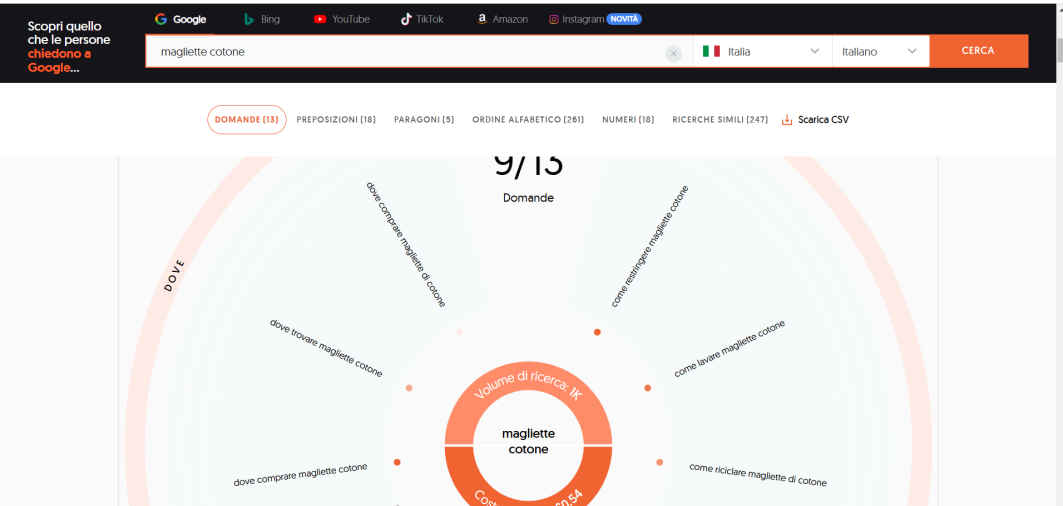 Scopri quello
che le persone
chiedono a
Google...
Google
Bing
YouTube
TikTok
Amazon
Instagram NOVITÀ
magliette cotone
Italia
Italiano
CERCA
DOMANDE (13)
PREPOSIZIONI (18)
PARAGONI (5)
ORDINE ALFABETICO (261)
NUMERI (18)
RICERCHE SIMILI (247)
Scarica CSV
9/13
Domande
DOVE
dove comprare magliette di cotone
dove trovare magliette cotone
dove comprare magliette cotone
come restringere magliette cotone
come lavare magliette cotone
come riciclare magliette di cotone
Volume di ricerca: 1K
magliette
cotone
0.54